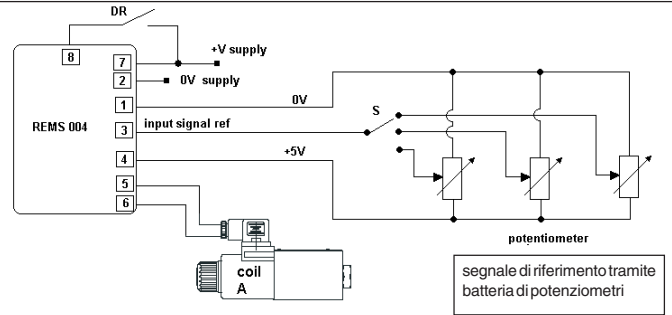 DR
8
7
+V supply
2
0V supply
1
0V
REMS 004
3
input signal ref
S
4
+5V
5
6
coil
A
potentiometer
segnale di riferimento tramite
batteria di potenziometri